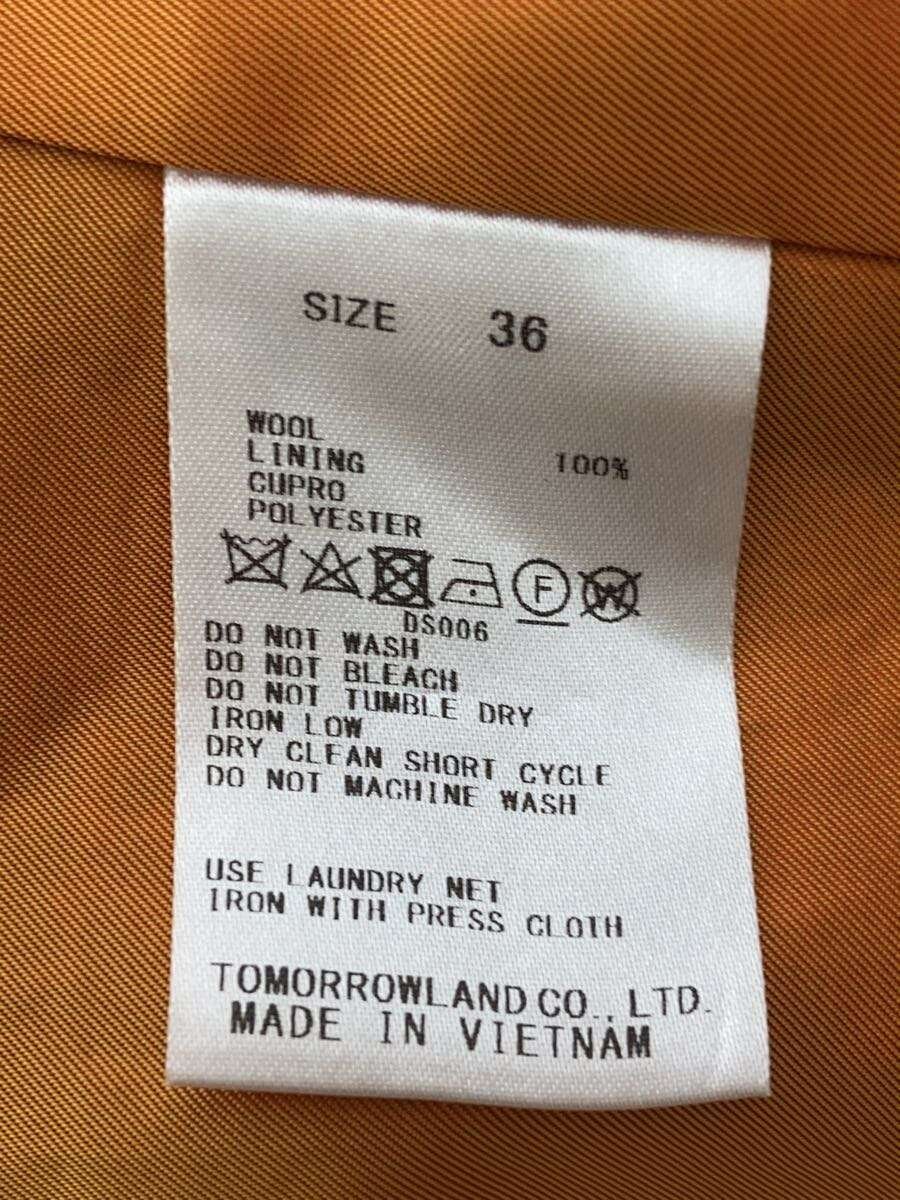 SIZE 36
WOOL
LINING 100%
CUPRO
POLYESTER
F W
DS006
DO NOT WASH
DO NOT BLEACH
DO NOT TUMBLE DRY
IRON LOW
DRY CLEAN SHORT CYCLE
DO NOT MACHINE WASH
USE LAUNDRY NET
IRON WITH PRESS CLOTH
TOMORROWLAND CO., LTD.
MADE IN VIETNAM